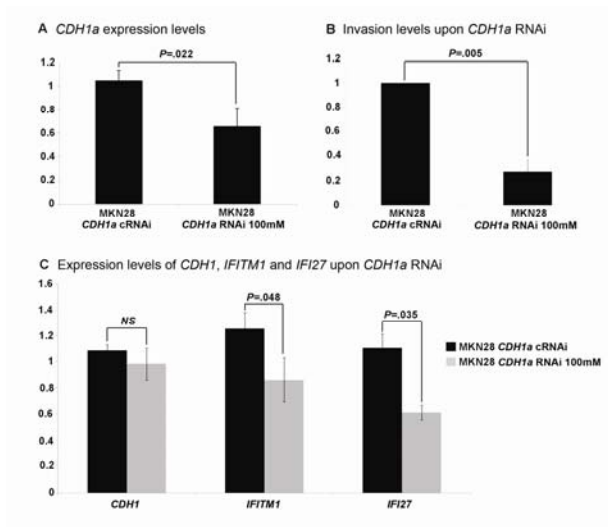 A CDH1a expression levels
P=.022
1.2
1
0.8
0.6
0.4
0.2
0
MKN28
CDH1a cRNAi
MKN28
CDH1a RNAi 100mM
B Invasion levels upon CDH1a RNAi
P=.005
1.2
1
0.8
0.6
0.4
0.2
0
MKN28
CDH1a cRNAi
MKN28
CDH1a RNAi 100mM
C Expression levels of CDH1, IFITM1 and IFI27 upon CDH1a RNAi
1.6
1.4
1.2
1
0.8
0.6
0.4
0.2
0
NS
P=.048
P=.035
MKN28 CDH1a cRNAi
MKN28 CDH1a RNAi 100mM
CDH1
IFITM1
IFI27